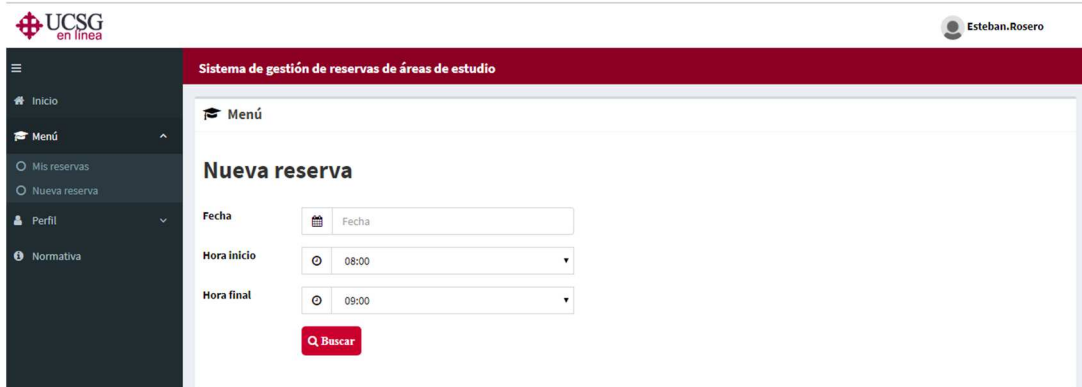 UCSG
en línea
Esteban.Rosero
Sistema de gestión de reservas de áreas de estudio
Inicio
Menú
Mis reservas
Nueva reserva
Perfil
Normativa
Menú
Nueva reserva
Fecha
Fecha
Hora inicio
08:00
Hora final
09:00
Buscar